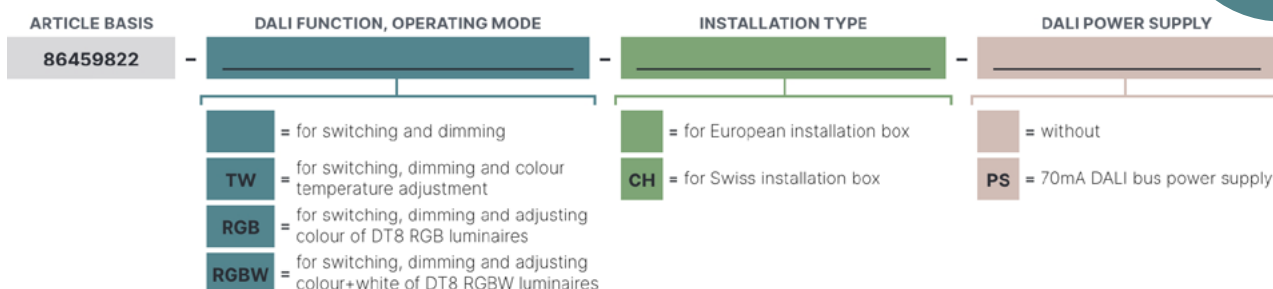 ARTICLE BASIS
DALI FUNCTION, OPERATING MODE
INSTALLATION TYPE
DALI POWER SUPPLY
86459822 – – –
= for switching and dimming
TW = for switching, dimming and colour
temperature adjustment
RGB = for switching, dimming and adjusting
colour of DT8 RGB luminaires
RGBW = for switching, dimming and adjusting
colour+white of DT8 RGBW luminaires
= for European installation box
CH = for Swiss installation box
= without
PS = 70mA DALI bus power supply